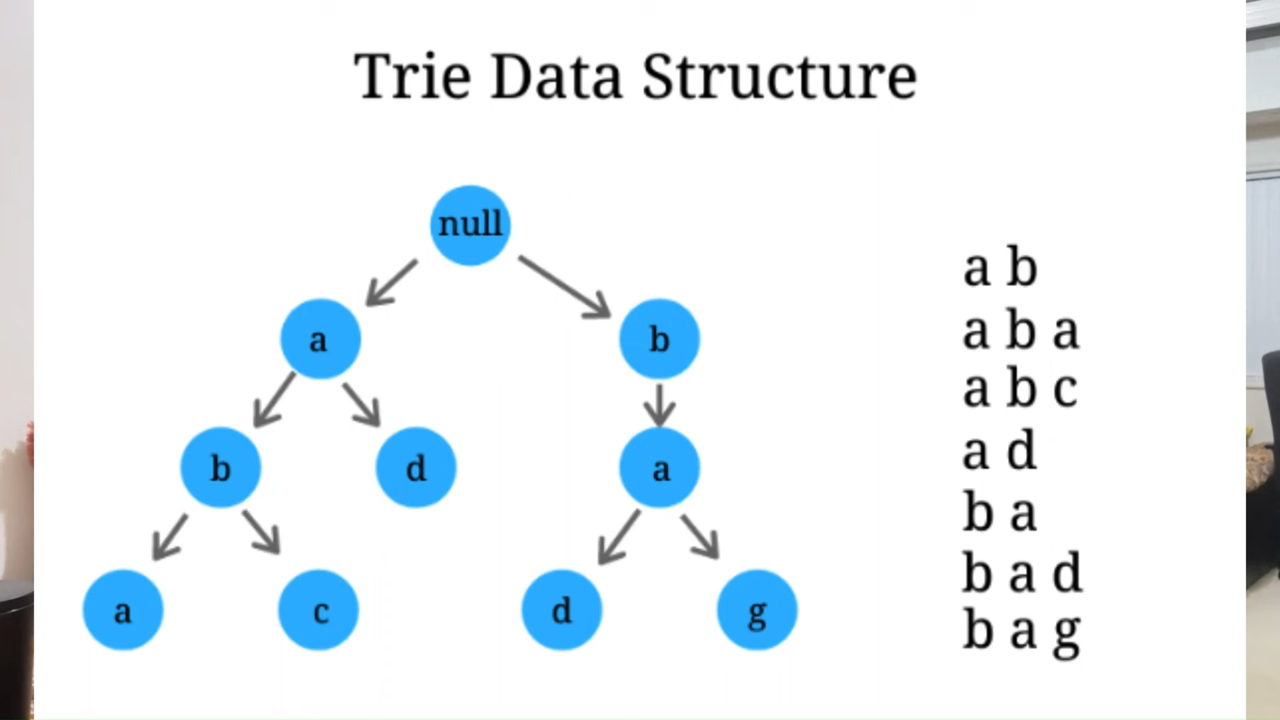 Trie Data Structure
null
a b
b d a
a c d g
a b
a b a
a b c
a d
b a
b a d
b a g